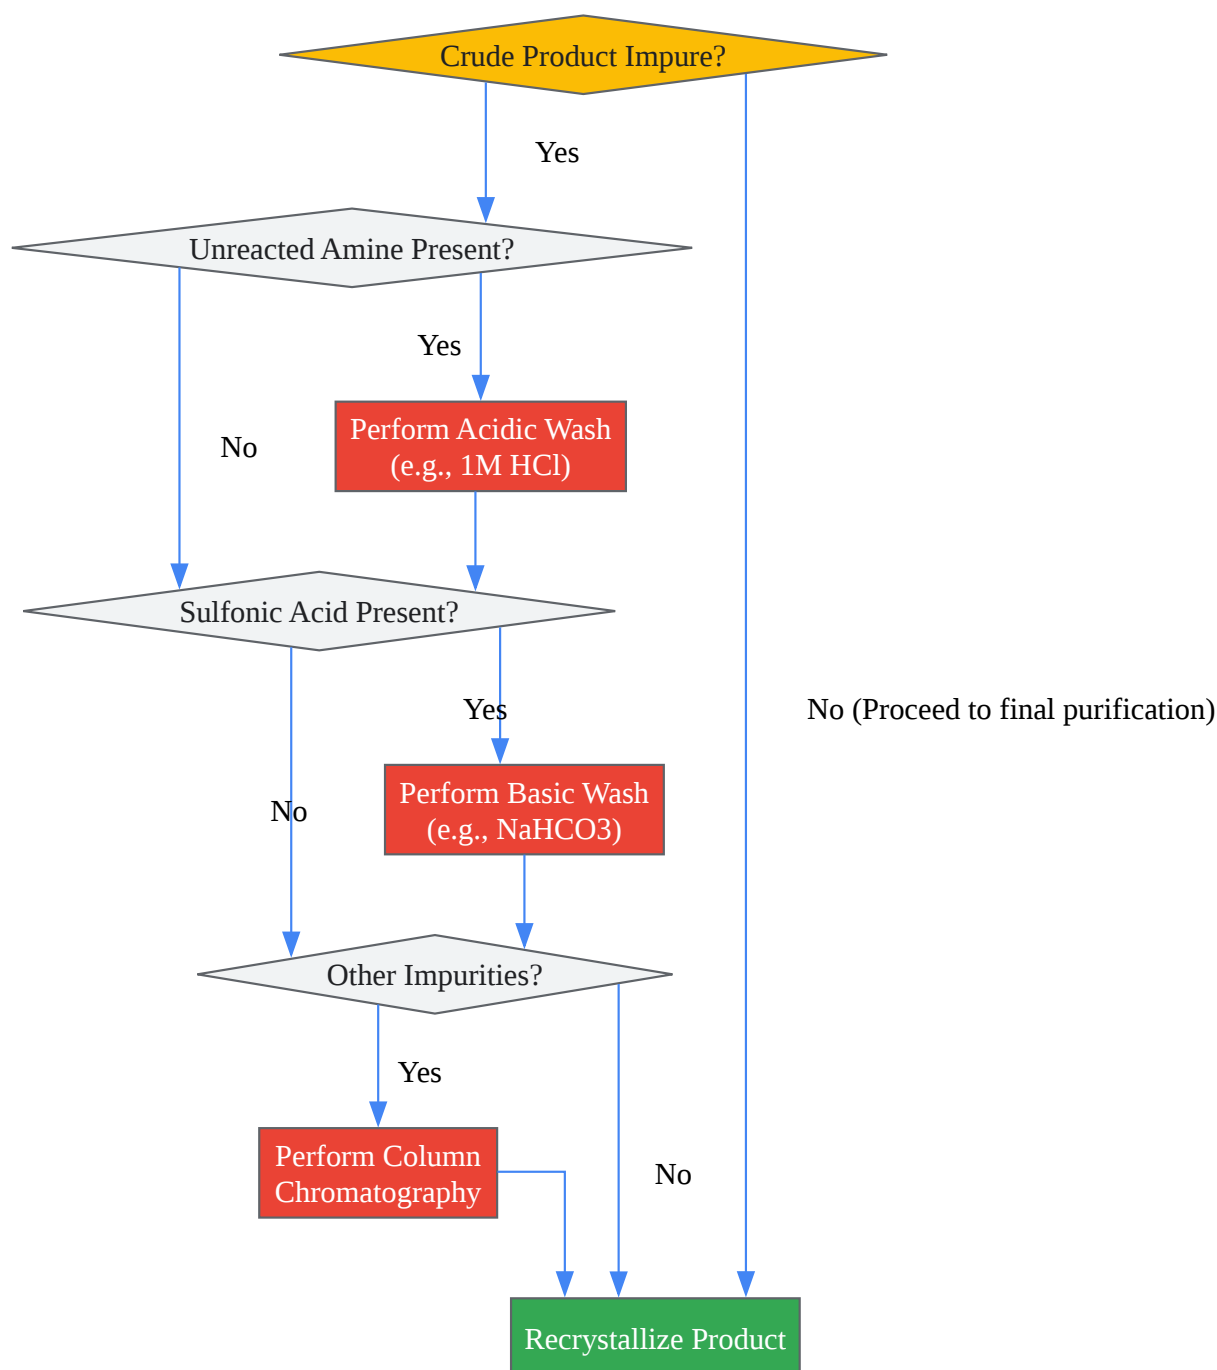 Crude Product Impure?
Yes
Unreacted Amine Present?
Yes
No
Perform Acidic Wash
(e.g., 1M HCl)
Sulfonic Acid Present?
Yes
No (Proceed to final purification)
No
Perform Basic Wash
(e.g., NaHCO3)
Other Impurities?
Yes
No
Perform Column
Chromatography
Recrystallize Product